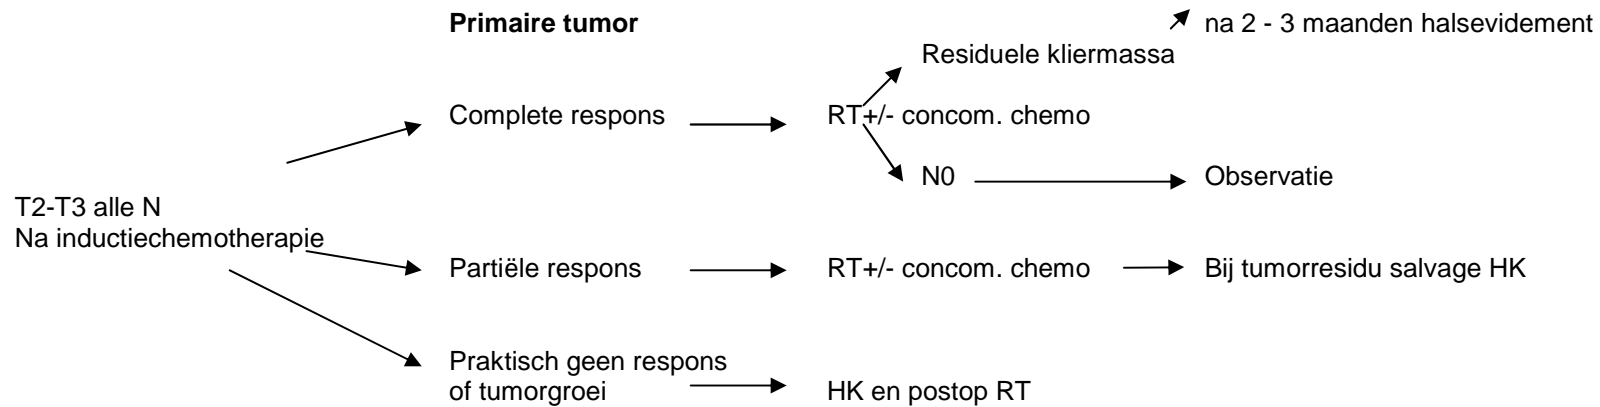 Primaire tumor
na 2 - 3 maanden halsevidement
Residuele kliermassa
Complete respons
RT+/- concom. chemo
N0
Observatie
T2-T3 alle N
Na inductiechemotherapie
Partiële respons
RT+/- concom. chemo
Bij tumorresidu salvage HK
Praktisch geen respons
of tumorgroei
HK en postop RT